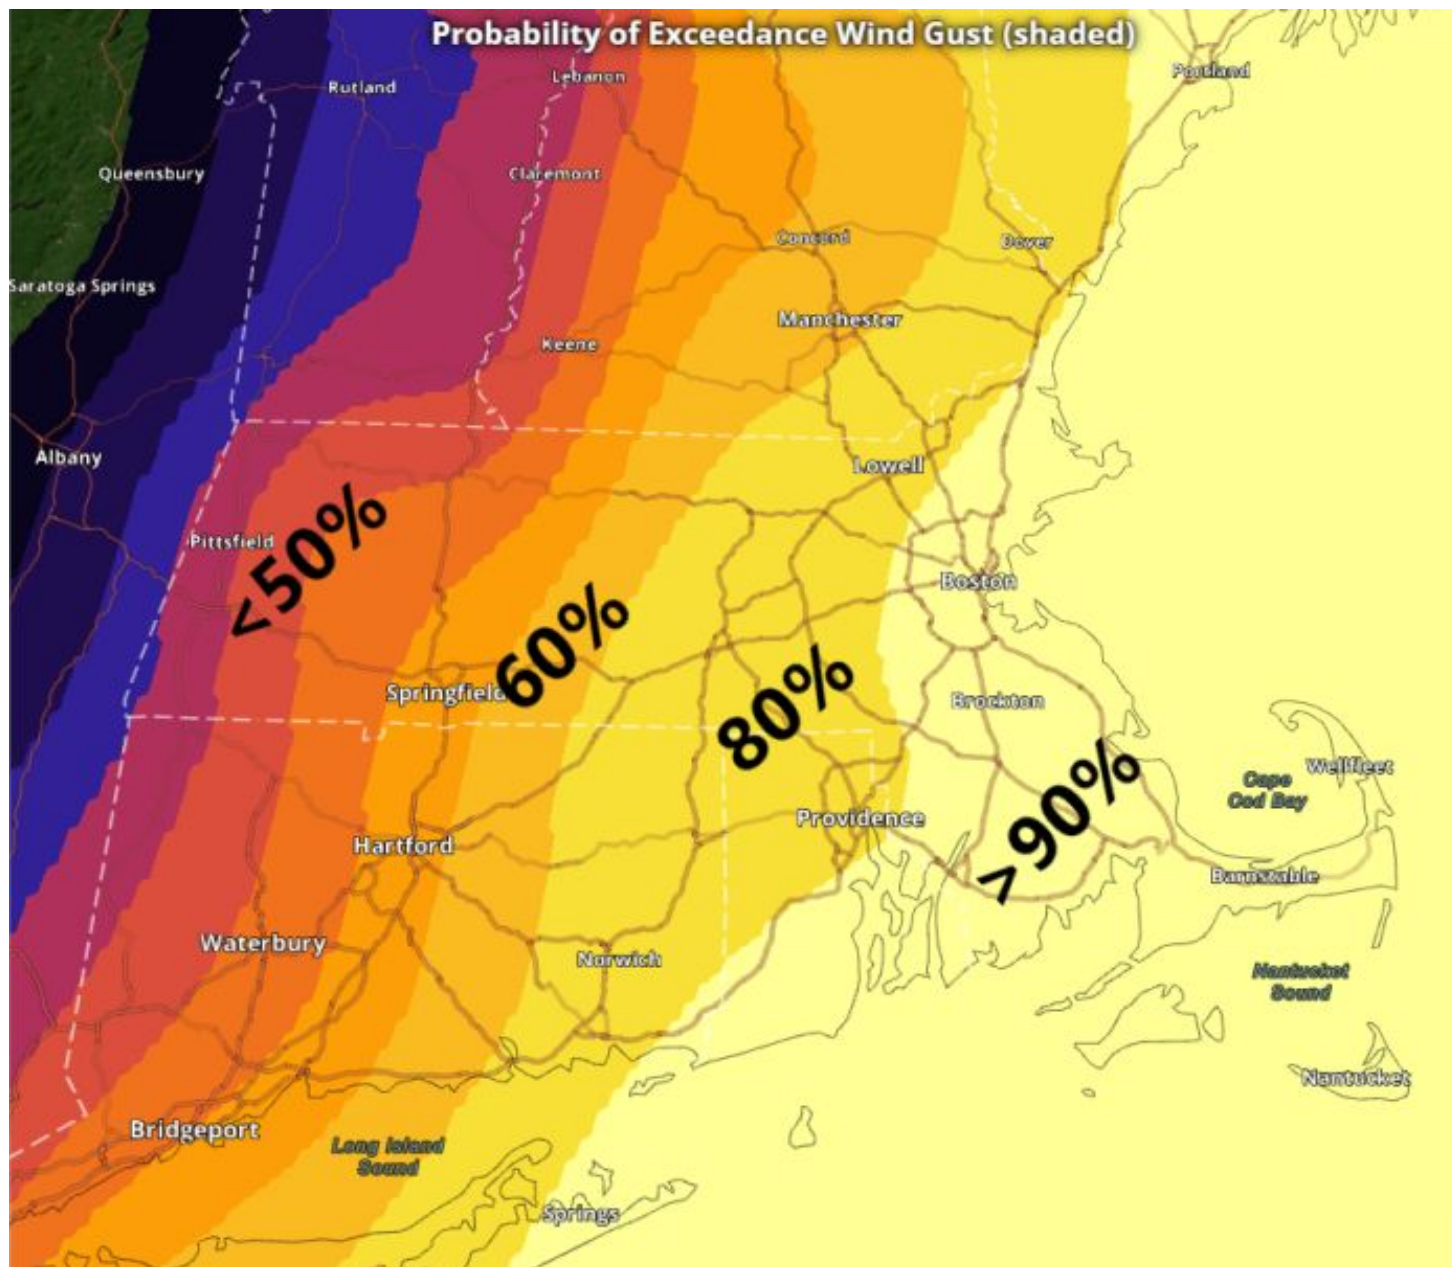 Probability of Exceedance Wind Gust (shaded)
Portland
Lebanon
Rutland
Queensbury
Claremont
Concord
Dover
Saratoga Springs
Manchester
Keene
Albany
Lowell
<50%
Pittsfield
Boston
60%
Springfield
80%
Brockton
>90%
Wellfleet
Cape
Cod Bay
Providence
Hartford
Barnstable
Waterbury
Norwich
Nantucket
Sound
Nantucket
Bridgeport
Long Island
Sound
Springs